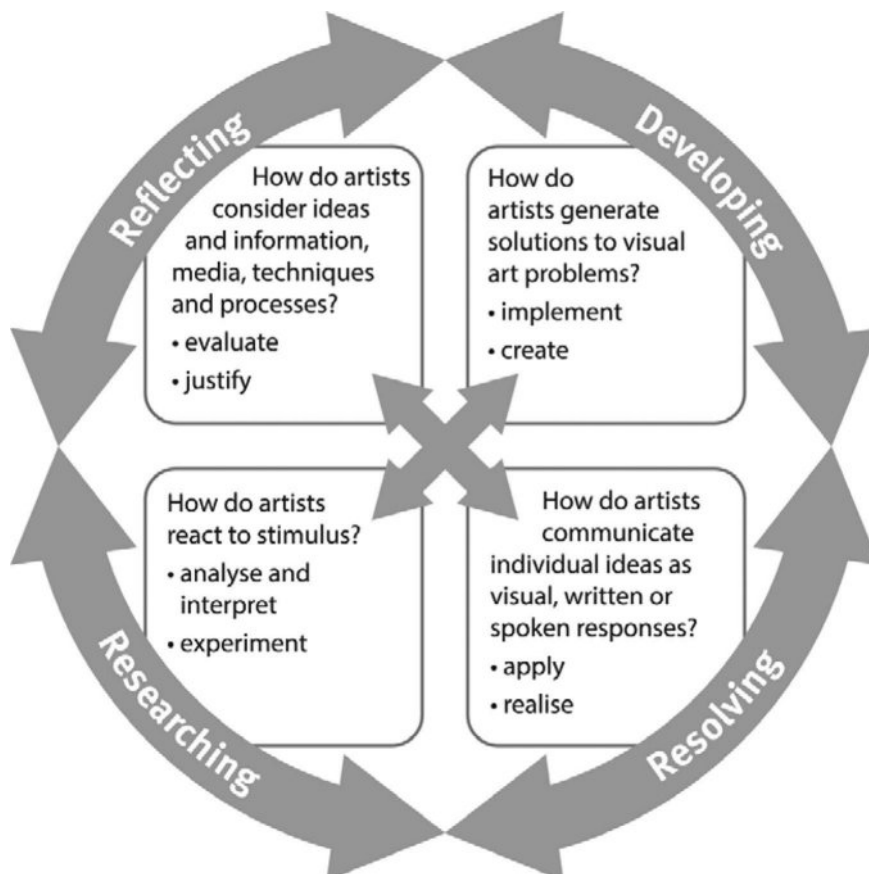 Reflecting
How do artists
consider ideas
and information,
media, techniques
and processes?
• evaluate
• justify
Developing
How do
artists generate
solutions to visual
art problems?
• implement
• create
Researching
How do artists
react to stimulus?
• analyse and
interpret
• experiment
Resolving
How do artists
communicate
individual ideas as
visual, written or
spoken responses?
• apply
• realise